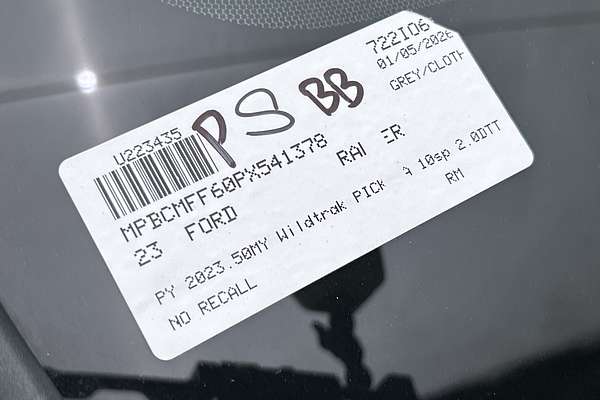 722IO6
01/05/2026
GREY/CLOTH
U223435 PS BB
MPBCMFF60PX541378
23 FORD
PY 2023.50MY Wildtrak PICK 10sp 2.0DTT
RM
NO RECALL